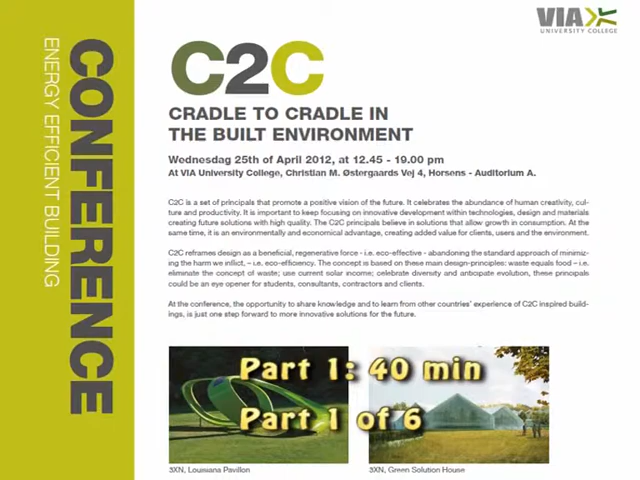 CONFERENCE
ENERGY EFFICIENT BUILDING
VIA
UNIVERSITY COLLEGE
C2C
CRADLE TO CRADLE IN
THE BUILT ENVIRONMENT
Wednesdag 25th of April 2012, at 12.45 - 19.00 pm
At VIA University College, Christian M. Østergaards Vej 4, Horsens - Auditorium A.
C2C is a set of principals that promote a positive vision of the future. It celebrates the abundance of human creativity, cul-
ture and productivity. It is important to keep focusing on innovative development within technologies, design and materials
creating future solutions with high quality. The C2C principles believe in solutions that allow growth in consumption. At the
same time, it is an environmentally and economical advantage, creating added value for clients, users and the environment.
C2C reframes design as a beneficial, regenerative force - i.e. eco-effective - abandoning the standard approach of minimiz-
ing the harm we inflict, – i.e. eco-efficiency. The concept is based on these main design-principles: waste equals food – i.e.
eliminate the concept of waste; use current solar income; celebrate diversity and anticipate evolution, these principals
could be an eye opener for students, consultants, contractors and clients.
At the conference, the opportunity to share knowledge and to learn from other countries' experience of C2C inspired build-
ings, is just one step forward to more innovative solutions for the future.
Part 1: 40 min
Part 1 of 6
3XN, Louisiana Pavillon
3XN, Green Solution House